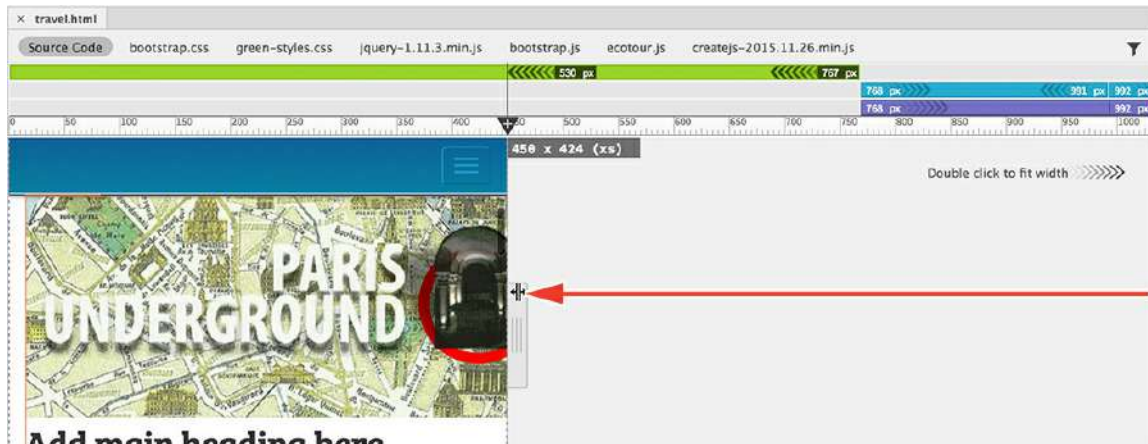 × travel.html
Source Code bootstrap.css green-styles.css jquery-1.11.3.min.js bootstrap.js ecotour.js createjs-2015.11.26.min.js
530 px 767 px
768 px 991 px 992 px
768 px 992 px
0 50 100 150 200 250 300 350 400 500 550 600 650 700 750 800 850 900 950 1000
450 x 424 (xs)
Double click to fit width
PARIS
UNDERGROUND
Add main heading here